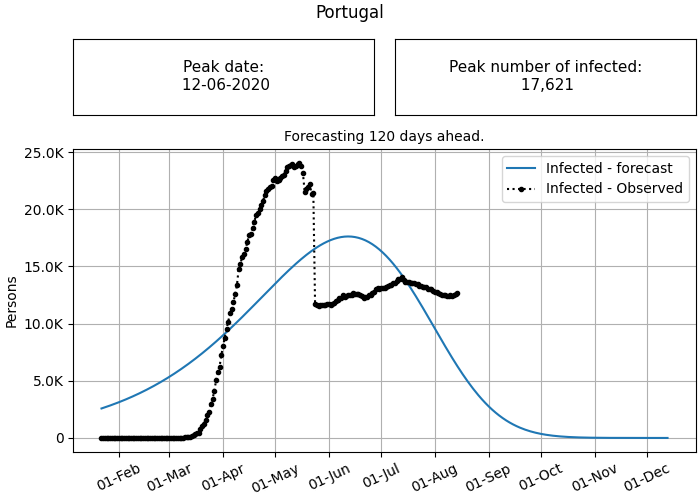 Portugal
Peak date:
12-06-2020
Peak number of infected:
17,621
Forecasting 120 days ahead.
25.0K
20.0K
15.0K
10.0K
5.0K
0
Persons
Infected - forecast
Infected - Observed
01-Feb
01-Mar
01-Apr
01-May
01-Jun
01-Jul
01-Aug
01-Sep
01-Oct
01-Nov
01-Dec